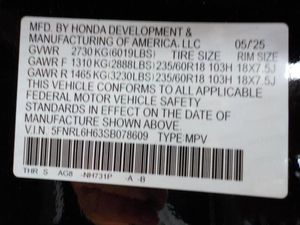 MFD. BY HONDA DEVELOPMENT &
MANUFACTURING OF AMERICA, LLC 05/25
GVWR 2730 KG(6019LBS) TIRE SIZE RIM SIZE
GAWR F 1310 KG(2888LBS) 235/60R18 103H 18X7.5J
GAWR R 1465 KG(3230LBS) 235/60R18 103H 18X7.5J
THIS VEHICLE CONFORMS TO ALL APPLICABLE
FEDERAL MOTOR VEHICLE SAFETY
STANDARDS IN EFFECT ON THE DATE OF
MANUFACTURE SHOWN ABOVE.
V.I.N. 5FNRL6H63SB078609 TYPE MPV
THR S AG8 -NH731P -A -B